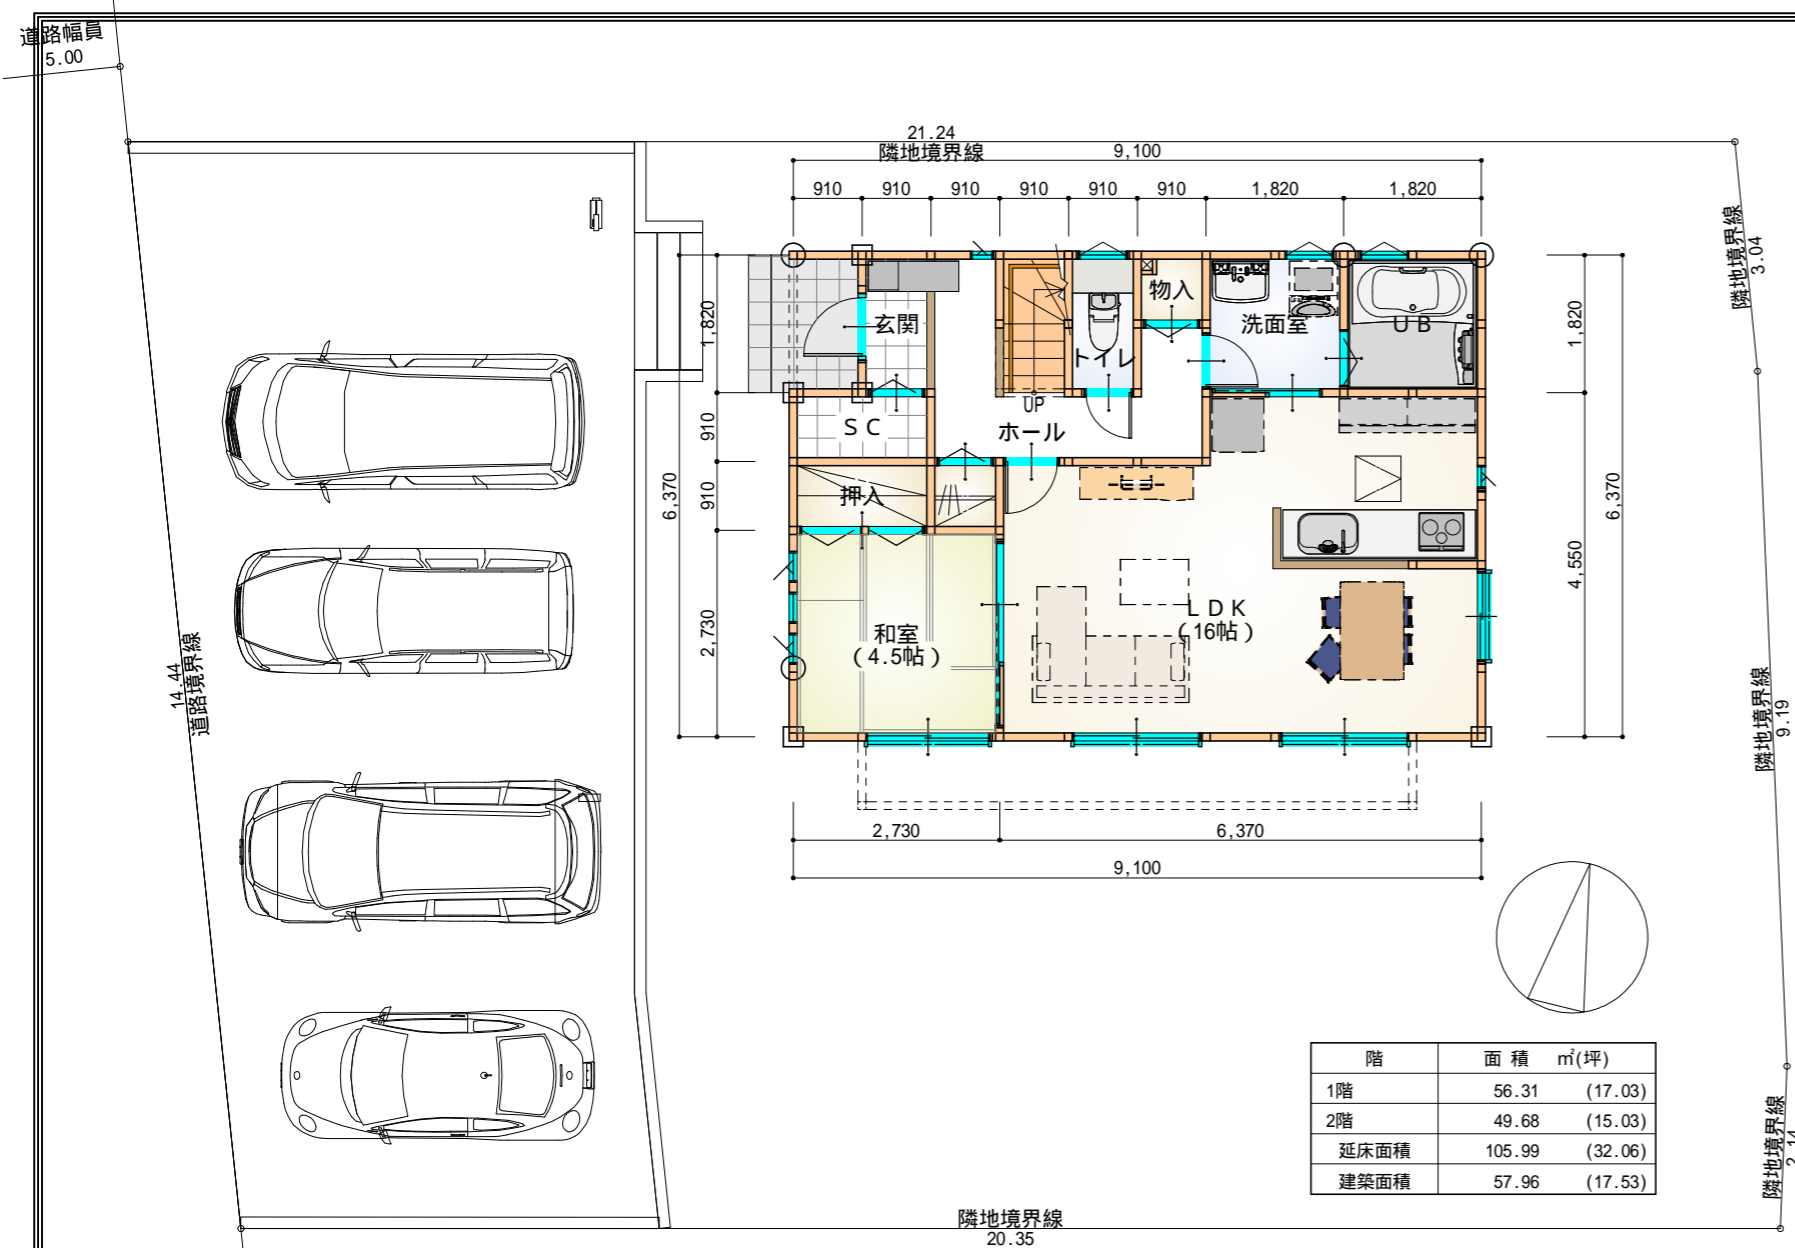 道路幅員
5.00
21.24
隣地境界線
9,100
910
910
910
910
910
910
1,820
1,820
隣地境界線
3.04
1,820
910
910
2,730
6,370
玄関
物入
洗面室
UB
トイレ
SC
UP
ホール
押入
和室
(4.5帖)
LDK
(16帖)
1,820
4,550
6,370
14.44
道路境界線
隣地境界線
9.19
2,730
6,370
9,100
階 面積 ㎡(坪)
1階 56.31 (17.03)
2階 49.68 (15.03)
延床面積 105.99 (32.06)
建築面積 57.96 (17.53)
隣地境界線
2.14
隣地境界線
20.35